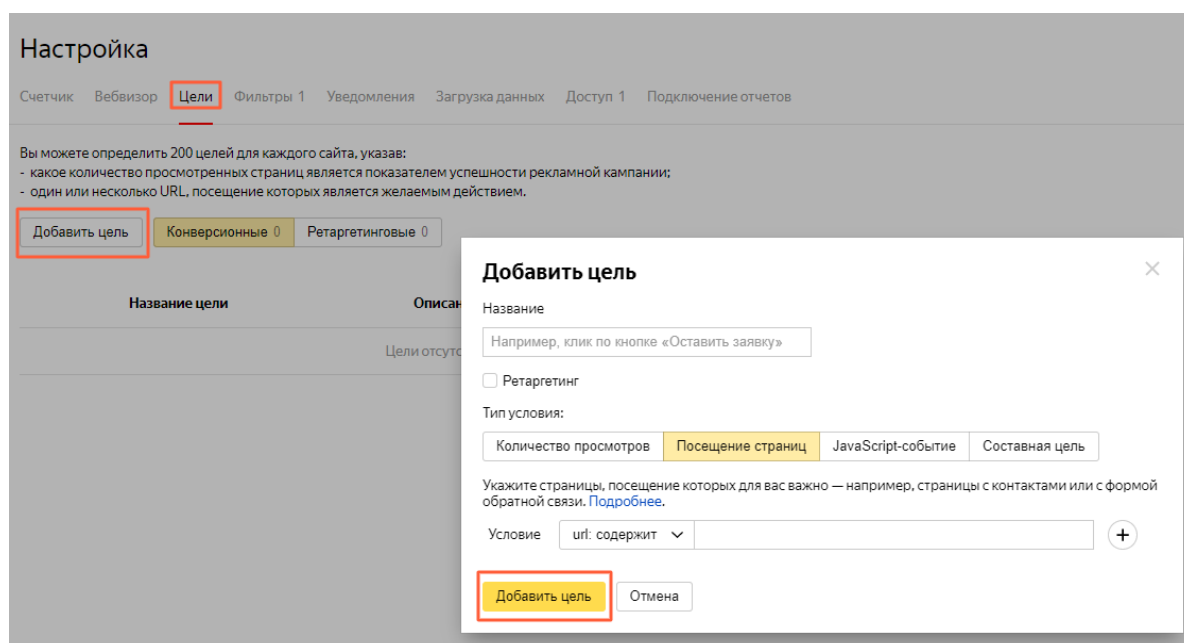 Настройка
Счетчик Вебвизор Цели Фильтры 1 Уведомления Загрузка данных Доступ 1 Подключение отчетов
Вы можете определить 200 целей для каждого сайта, указав:
- какое количество просмотренных страниц является показателем успешности рекламной кампании;
- один или несколько URL, посещение которых является желаемым действием.
Добавить цель Конверсионные 0 Ретаргетинговые 0
Название цели Описан
Цели отсутс
Добавить цель
Название
Например, клик по кнопке «Оставить заявку»
Ретаргетинг
Тип условия:
Количество просмотров Посещение страниц JavaScript-событие Составная цель
Укажите страницы, посещение которых для вас важно — например, страницы с контактами или с формой
обратной связи. Подробнее.
Условие url: содержит
Добавить цель Отмена